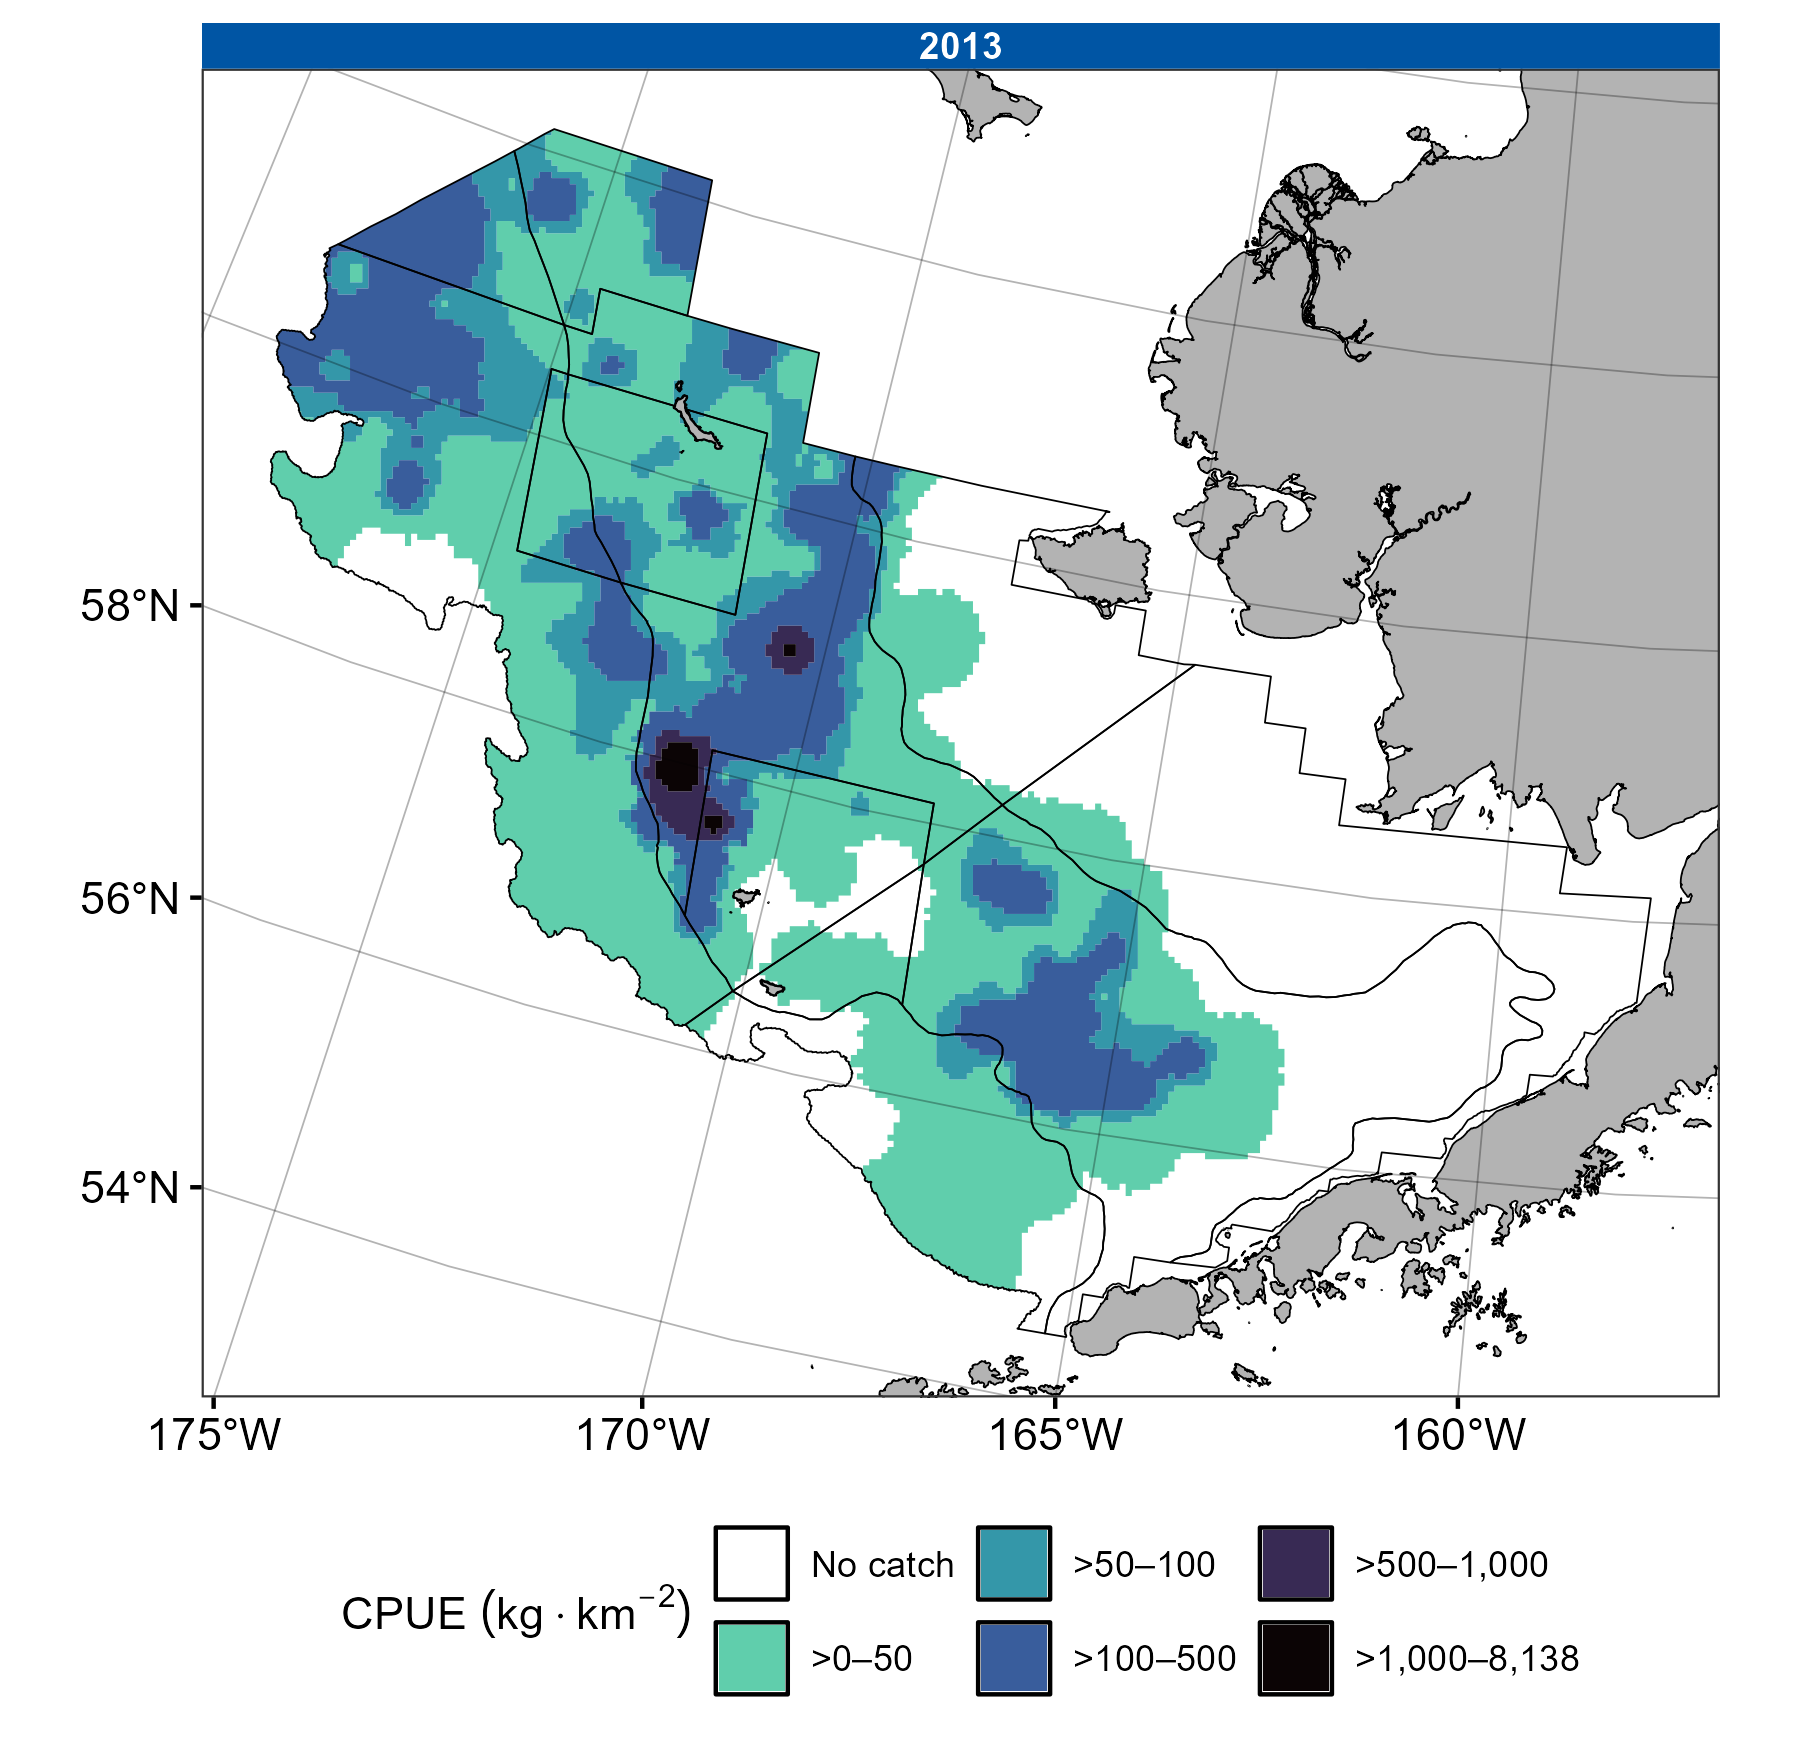 2013
58°N
56°N
54°N
175°W 170°W 165°W 160°W
CPUE (kg · km⁻²)
No catch >50–100 >500–1,000
>0–50 >100–500 >1,000–8,138